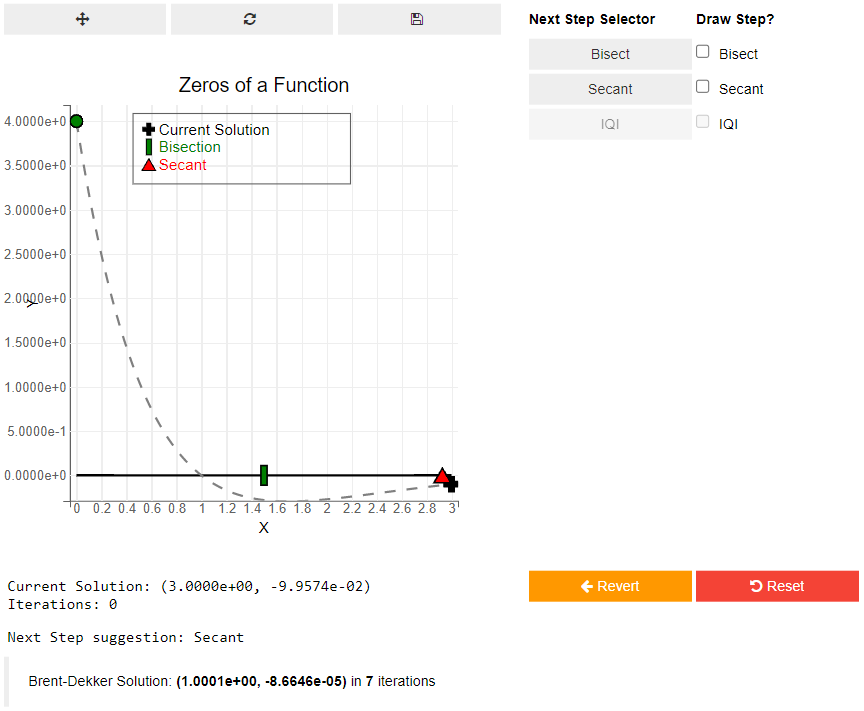 Next Step Selector Draw Step?
Bisect Bisect
Secant Secant
IQI IQI
Zeros of a Function
Current Solution
Bisection
Secant
4.0000e+0
3.5000e+0
3.0000e+0
2.5000e+0
2.0000e+0
1.5000e+0
1.0000e+0
5.0000e-1
0.0000e+0
Y
0 0.2 0.4 0.6 0.8 1 1.2 1.4 1.6 1.8 2 2.2 2.4 2.6 2.8 3
X
Revert Reset
Current Solution: (3.0000e+00, -9.9574e-02)
Iterations: 0
Next Step suggestion: Secant
Brent-Dekker Solution: (1.0001e+00, -8.6646e-05) in 7 iterations